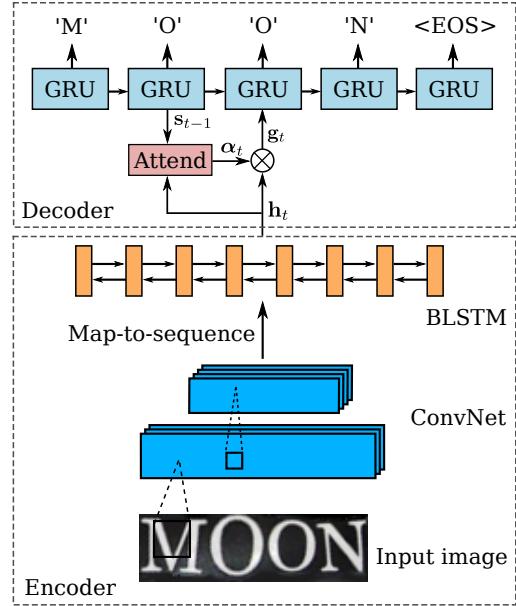 'M' 'O' 'O' 'N' <EOS>
GRU GRU GRU GRU GRU
s_{t−1} g_t
Attend α_t
h_t
Decoder
BLSTM
Map-to-sequence
ConvNet
MOON
Input image
Encoder